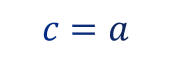 c = a